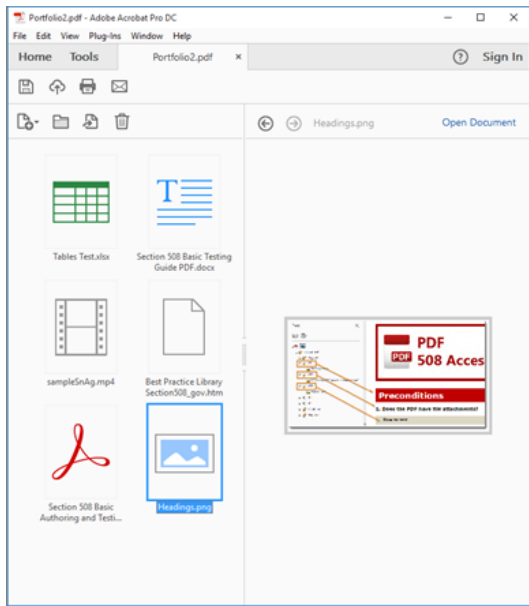 Portfolio2.pdf - Adobe Acrobat Pro DC
File Edit View Plug-Ins Window Help
Home Tools Portfolio2.pdf × ? Sign In
Headings.png Open Document
Tables Test.xlsx
Section 508 Basic Testing
Guide PDF.docx
sampleSnAg.mp4
Best Practice Library
Section508_gov.htm
Section 508 Basic
Authoring and Testi...
Headings.png
PDF
PDF 508 Acces
Preconditions
1. Does the PDF have file attachments?